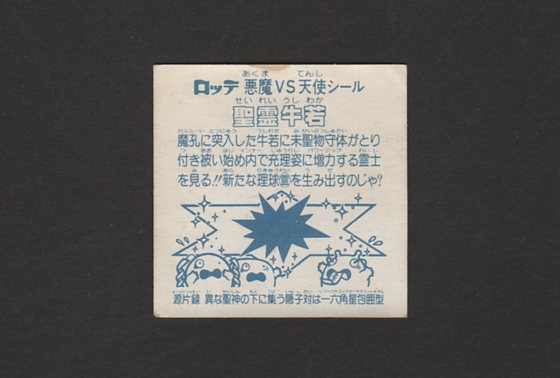 ロッテ 悪魔VS天使シール
聖霊牛若
魔孔に突入した牛若に未聖物守体がとり
付き被い始め内で充理姿に増力する霊士
を見る!!新たな理球霊を生み出すのじゃ?
源片録 異な聖神の下に集う隠子対は一六角星包囲型